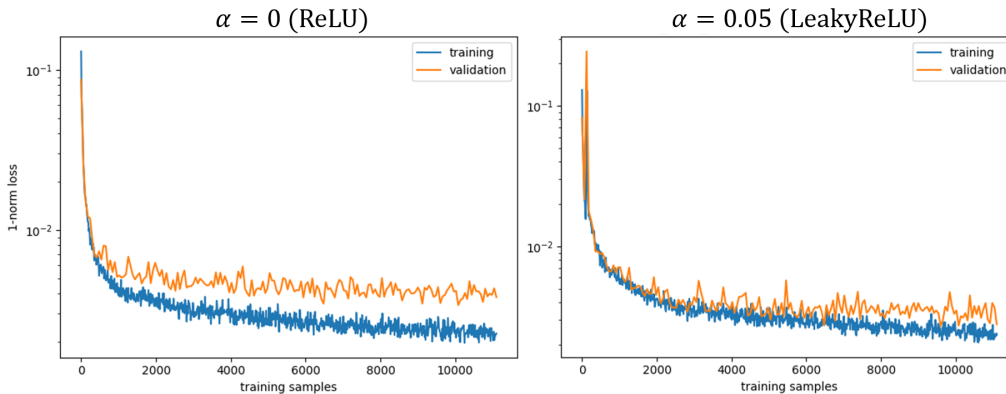 α = 0 (ReLU)
α = 0.05 (LeakyReLU)
training
validation
10⁻¹
10⁻²
1-norm loss
0 2000 4000 6000 8000 10000
training samples
training
validation
10⁻¹
10⁻²
0 2000 4000 6000 8000 10000
training samples